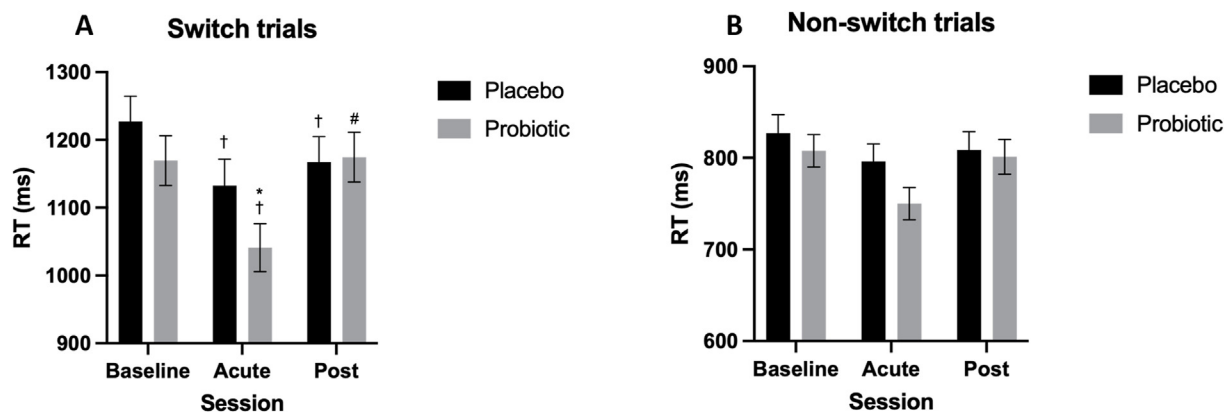 A
Switch trials
1300
1200
1100
1000
900
RT (ms)
†
*
†
†
#
Baseline
Acute
Post
Session
Placebo
Probiotic
B
Non-switch trials
900
800
700
600
RT (ms)
Baseline
Acute
Post
Session
Placebo
Probiotic